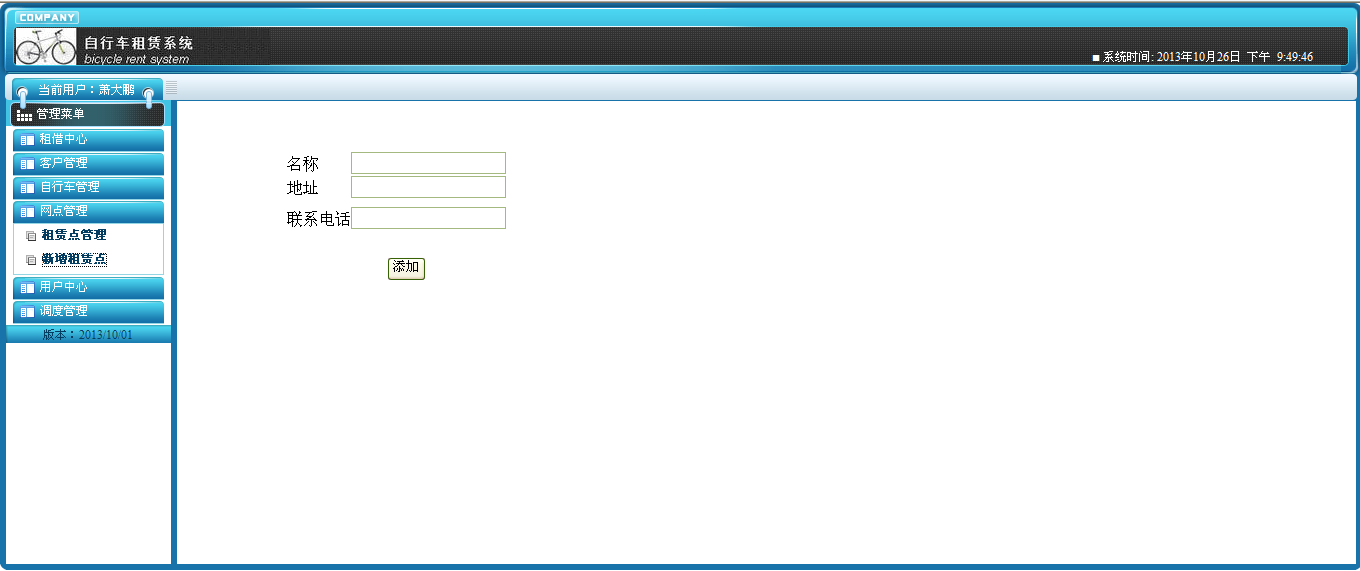 COMPANY
自行车租赁系统
bicycle rent system
系统时间: 2013年10月26日 下午 9:49:46
当前用户：萧大鹏
管理菜单
租借中心
客户管理
自行车管理
网点管理
租赁点管理
新增租赁点
用户中心
调度管理
版本：2013/10/01
名称
地址
联系电话
添加